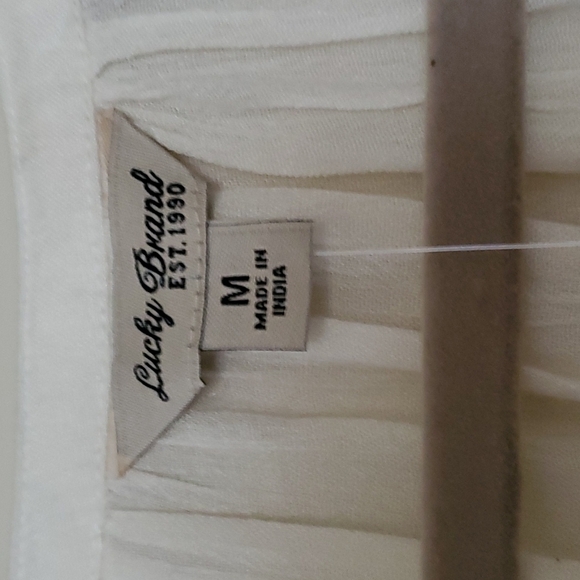 Lucky Brand
EST. 1990
M
MADE IN
INDIA